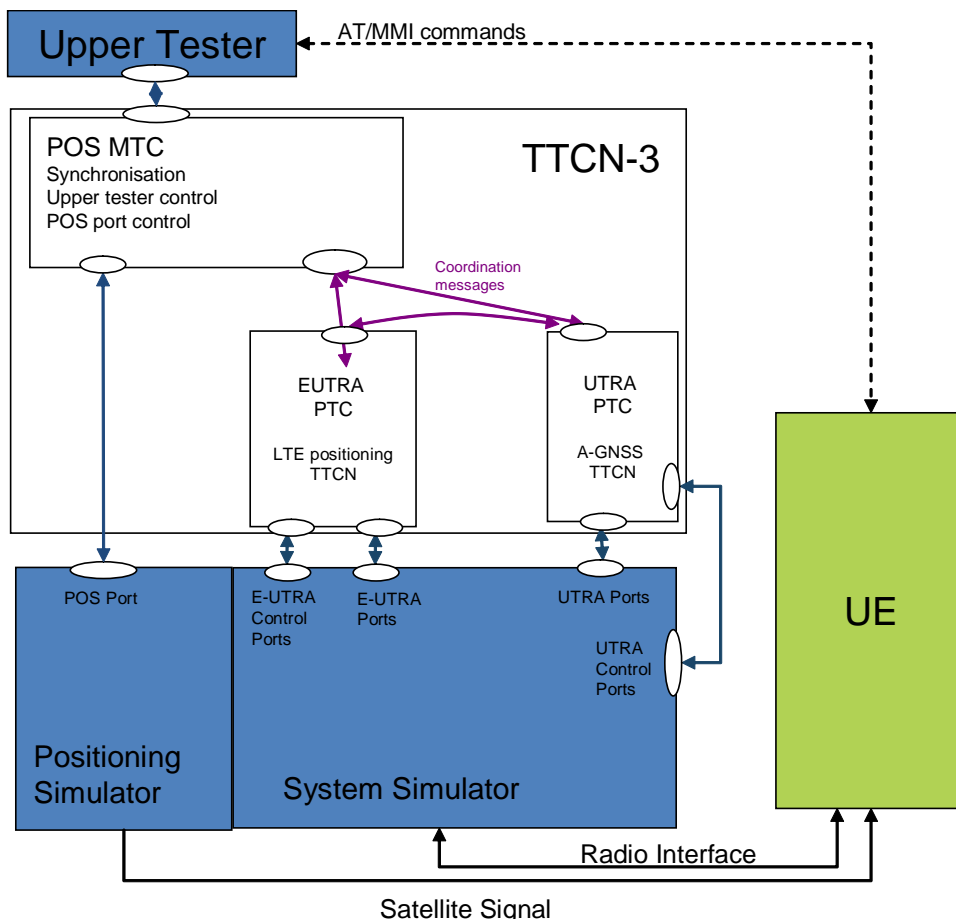 Upper Tester
AT/MMI commands
POS MTC
Synchronisation
Upper tester control
POS port control
TTCN-3
Coordination
messages
EUTRA
PTC
LTE positioning
TTCN
UTRA
PTC
A-GNSS
TTCN
POS Port
E-UTRA
Control
Ports
E-UTRA
Ports
UTRA Ports
UTRA
Control
Ports
UE
Positioning
Simulator
System Simulator
Radio Interface
Satellite Signal